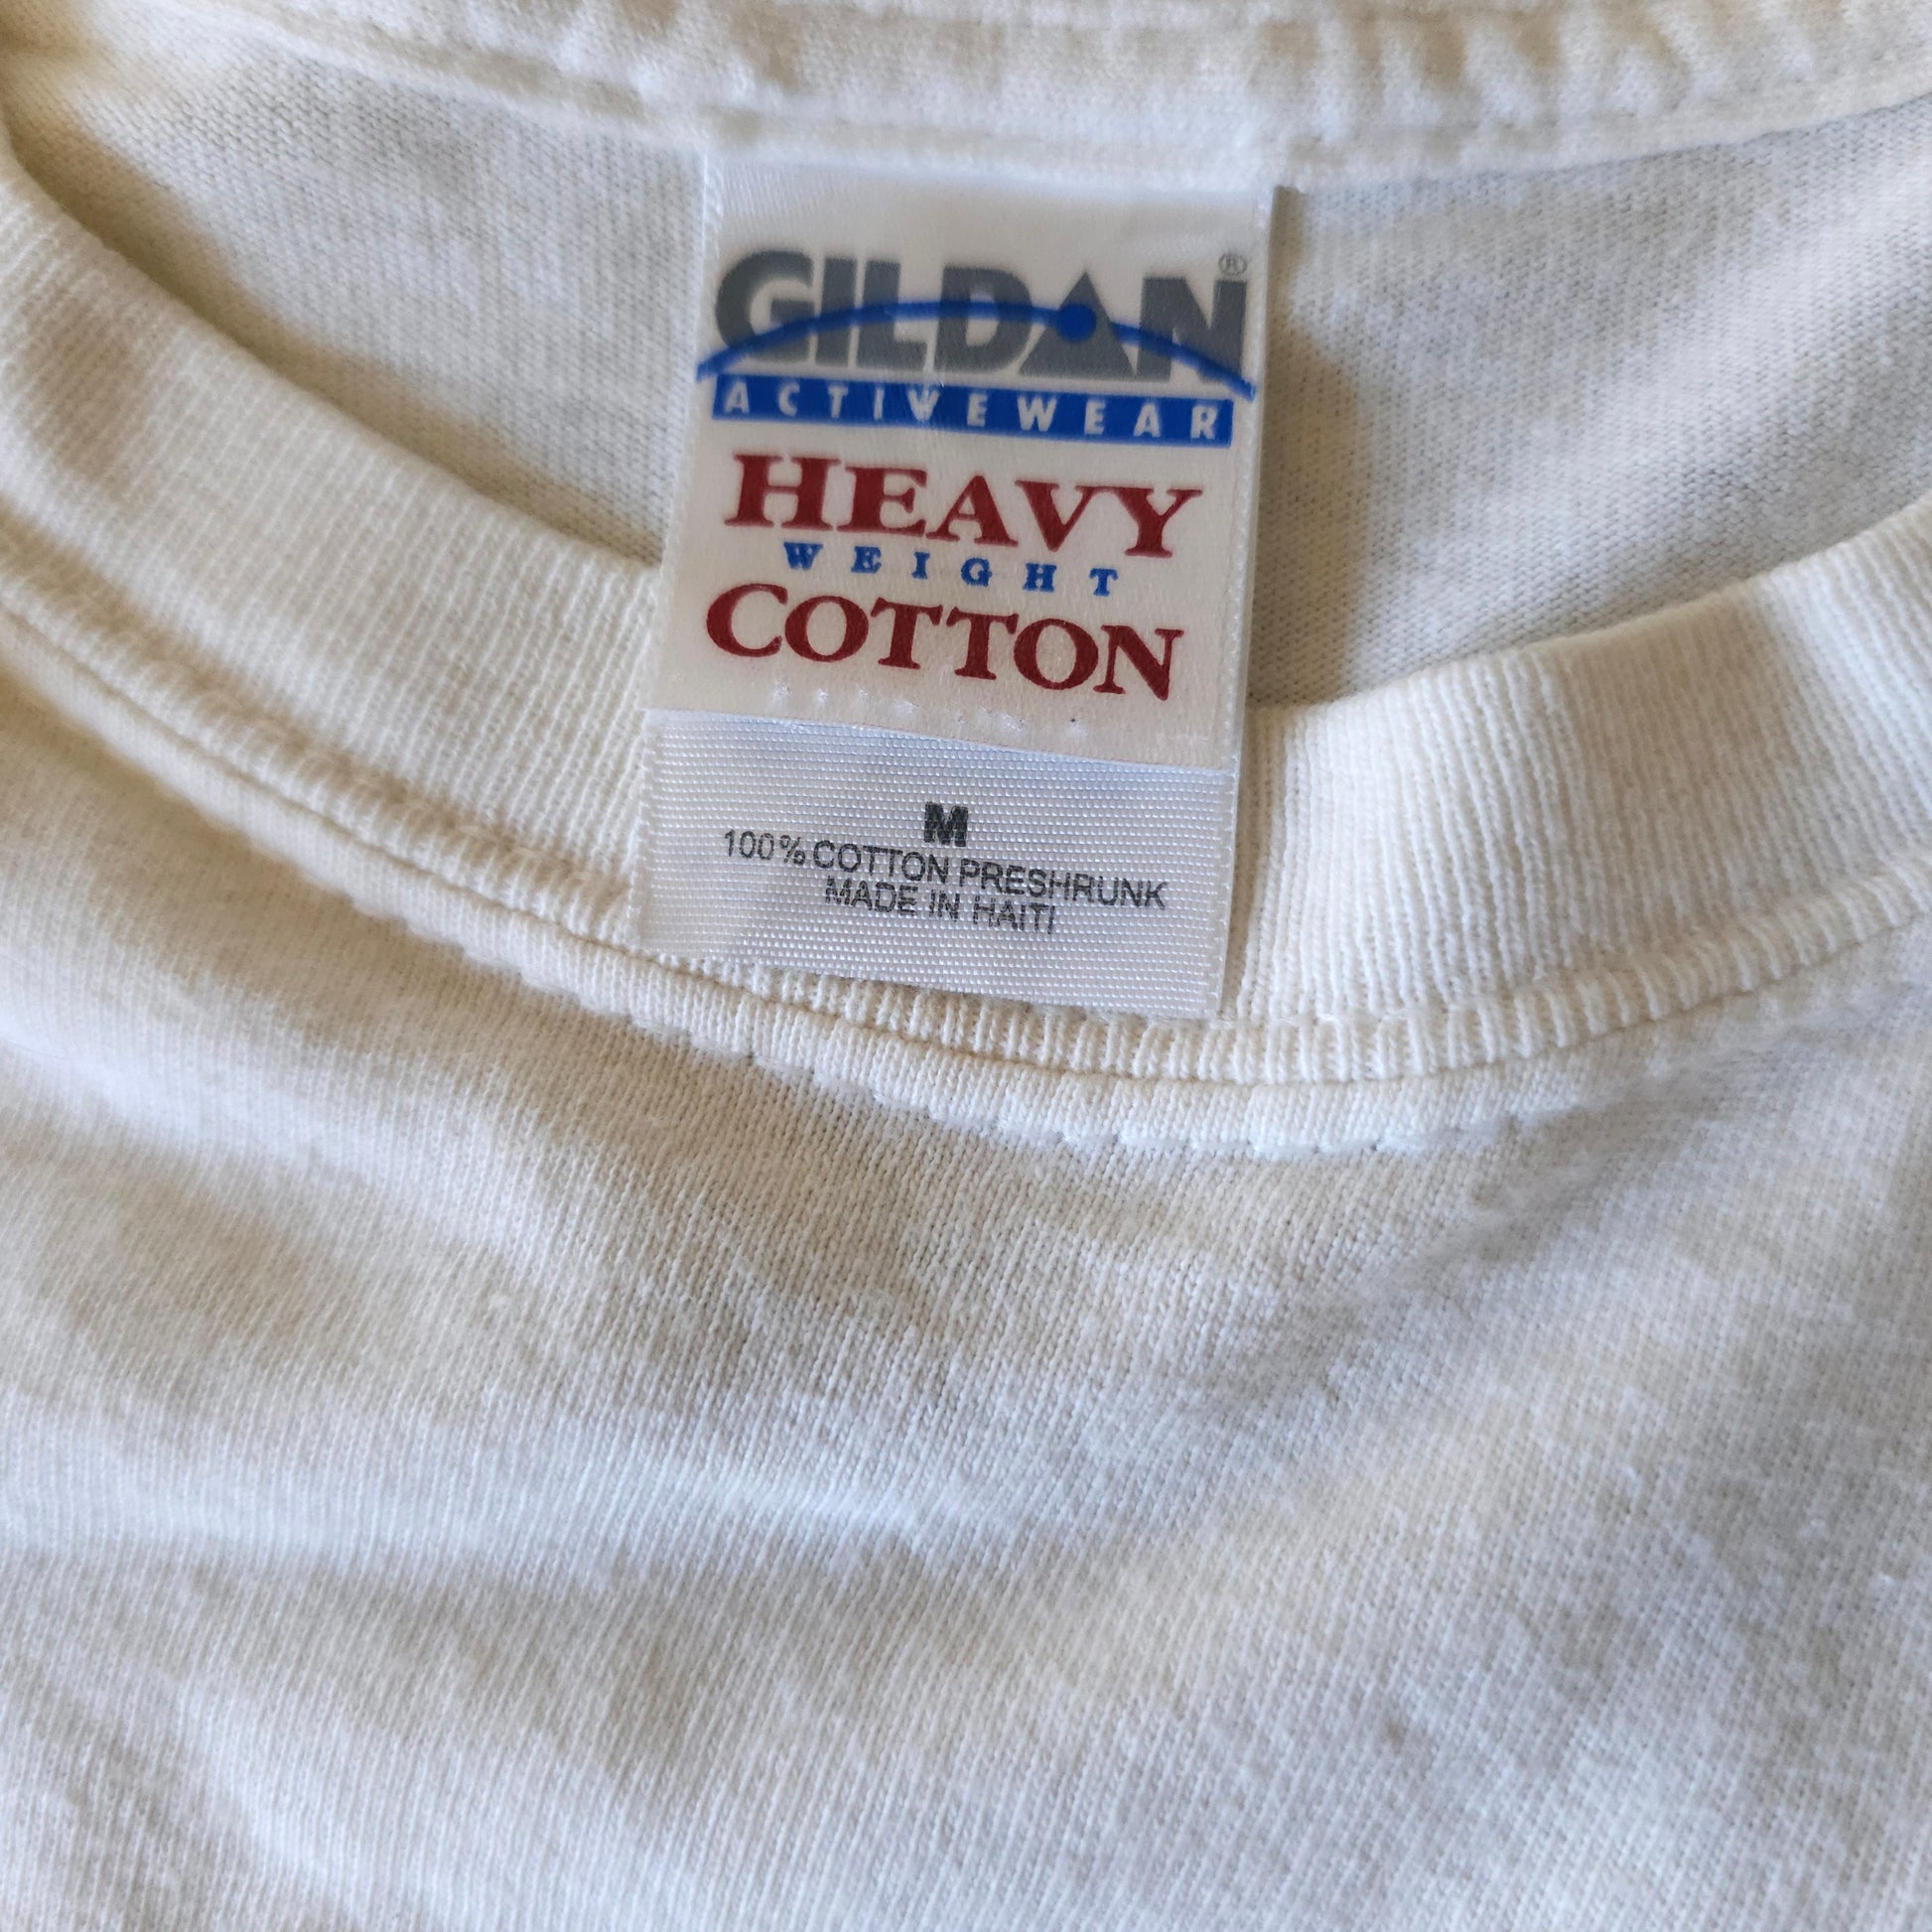 GILDAN®
ACTIVEWEAR
HEAVY
WEIGHT
COTTON
M
100% COTTON PRESHRUNK
MADE IN HAITI